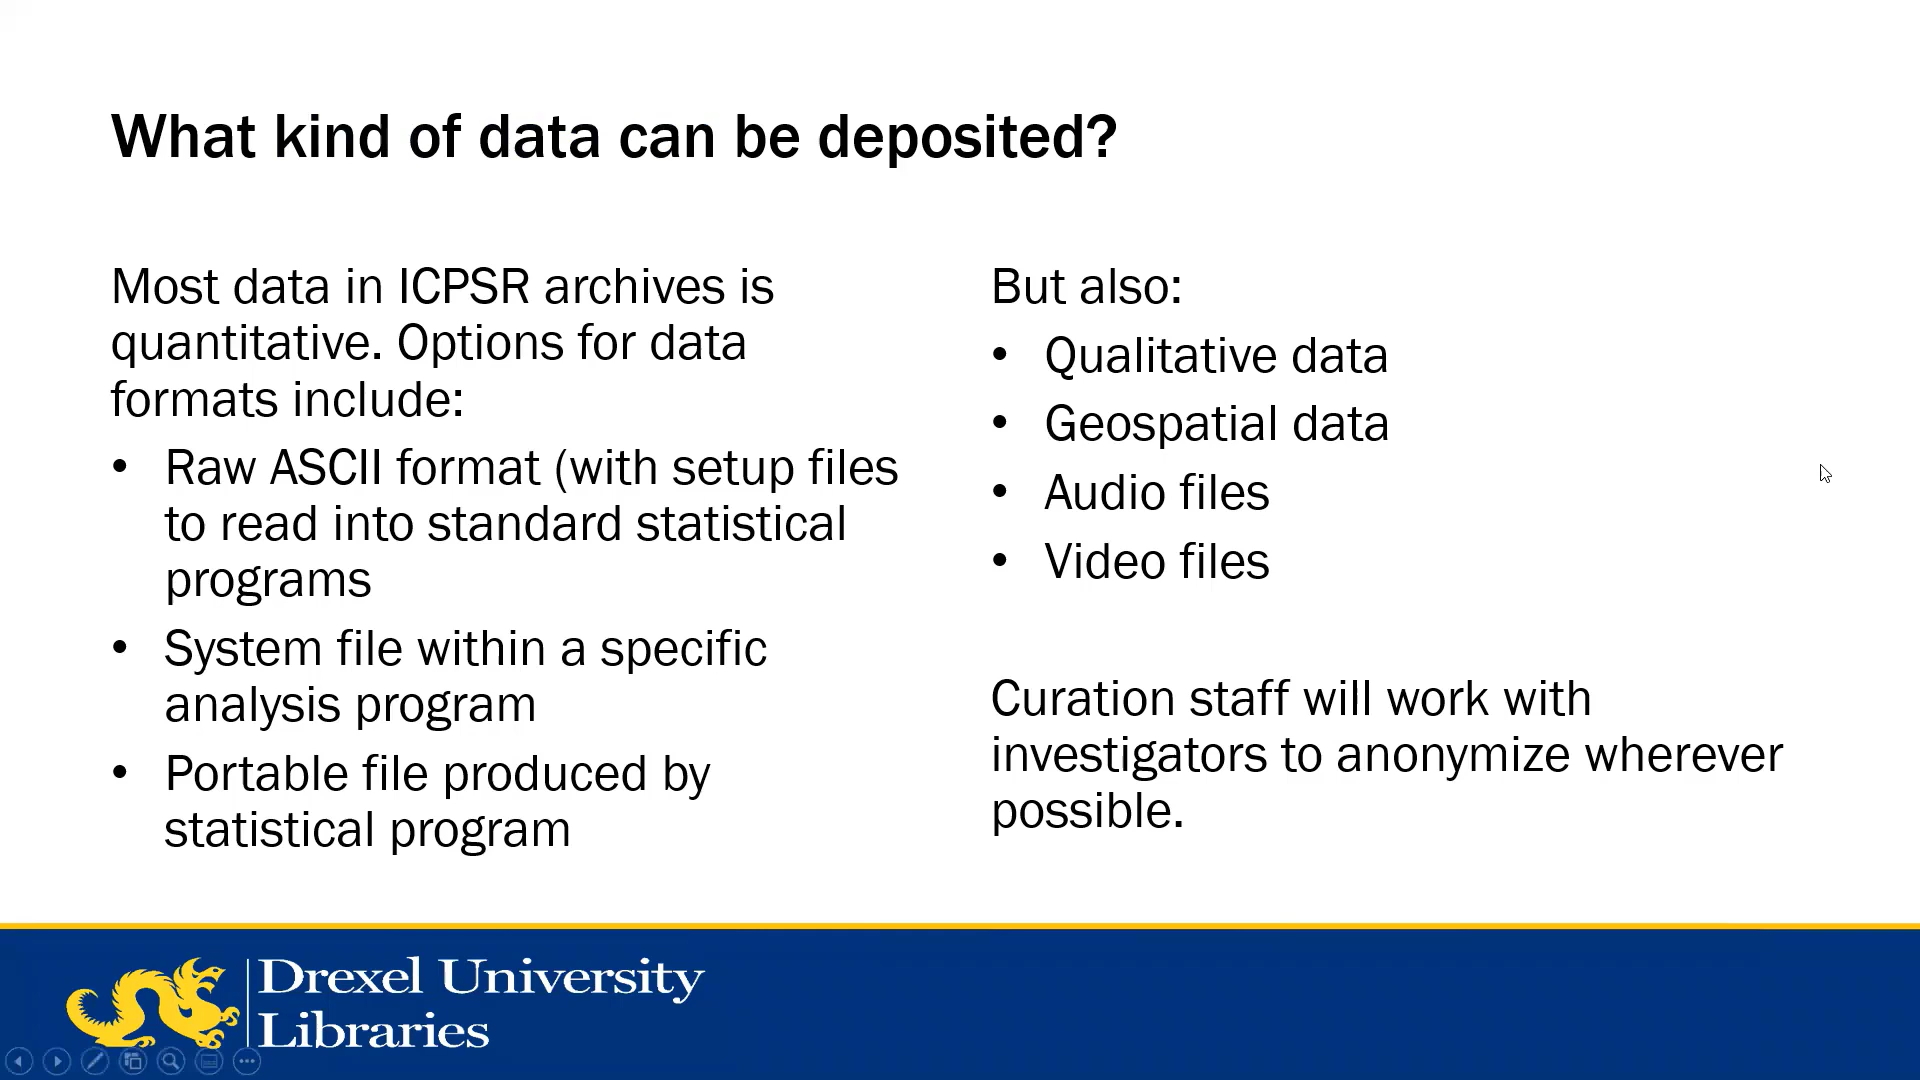 What kind of data can be deposited?
Most data in ICPSR archives is
quantitative. Options for data
formats include:
• Raw ASCII format (with setup files
to read into standard statistical
programs
• System file within a specific
analysis program
• Portable file produced by
statistical program
But also:
• Qualitative data
• Geospatial data
• Audio files
• Video files
Curation staff will work with
investigators to anonymize wherever
possible.
Drexel University
Libraries